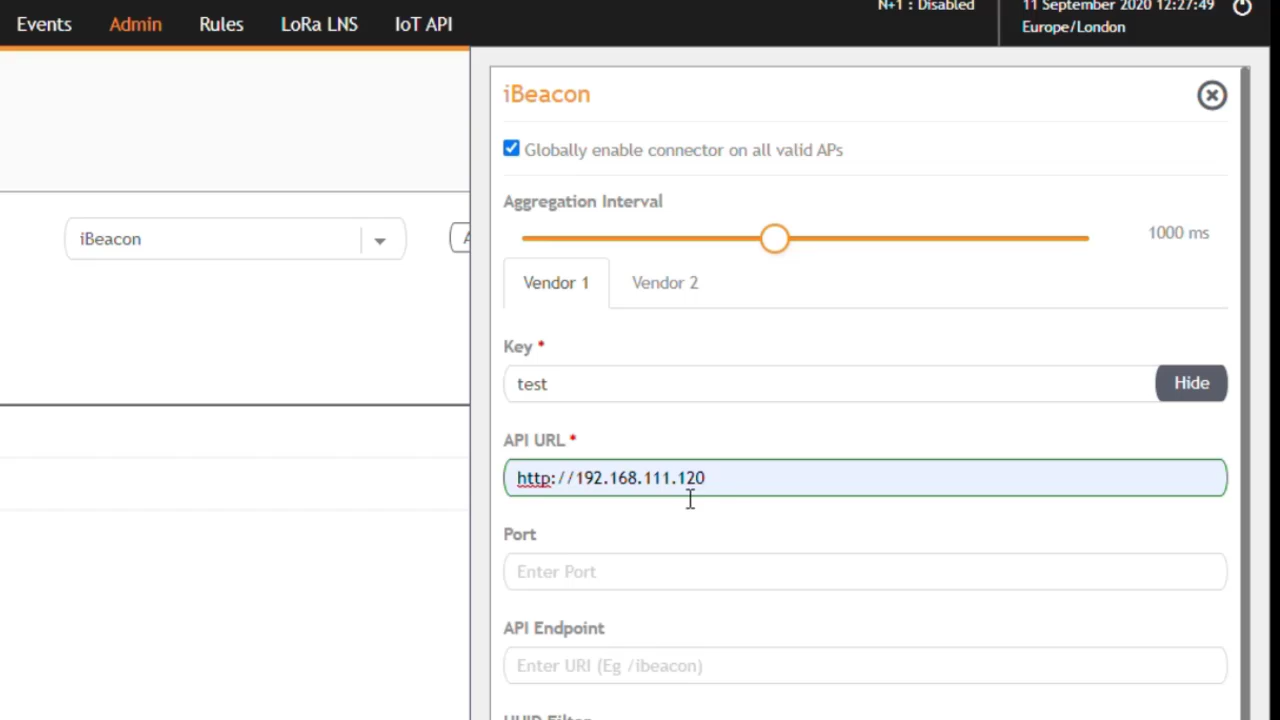 N+1 : Disabled
11 September 2020 12:27:49
Europe/London
Events Admin Rules LoRa LNS IoT API
iBeacon
iBeacon
Globally enable connector on all valid APs
Aggregation Interval
1000 ms
Vendor 1 Vendor 2
Key *
test Hide
API URL *
http://192.168.111.120
Port
Enter Port
API Endpoint
Enter URI (Eg /ibeacon)
UUID Filter